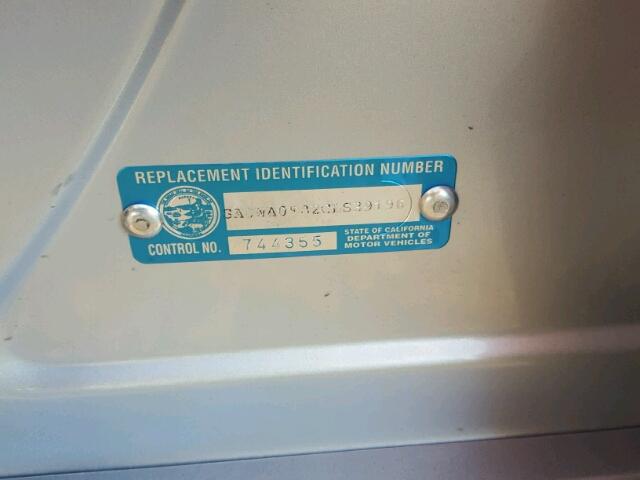 REPLACEMENT IDENTIFICATION NUMBER
CONTROL NO. 744355
STATE OF CALIFORNIA
DEPARTMENT OF
MOTOR VEHICLES